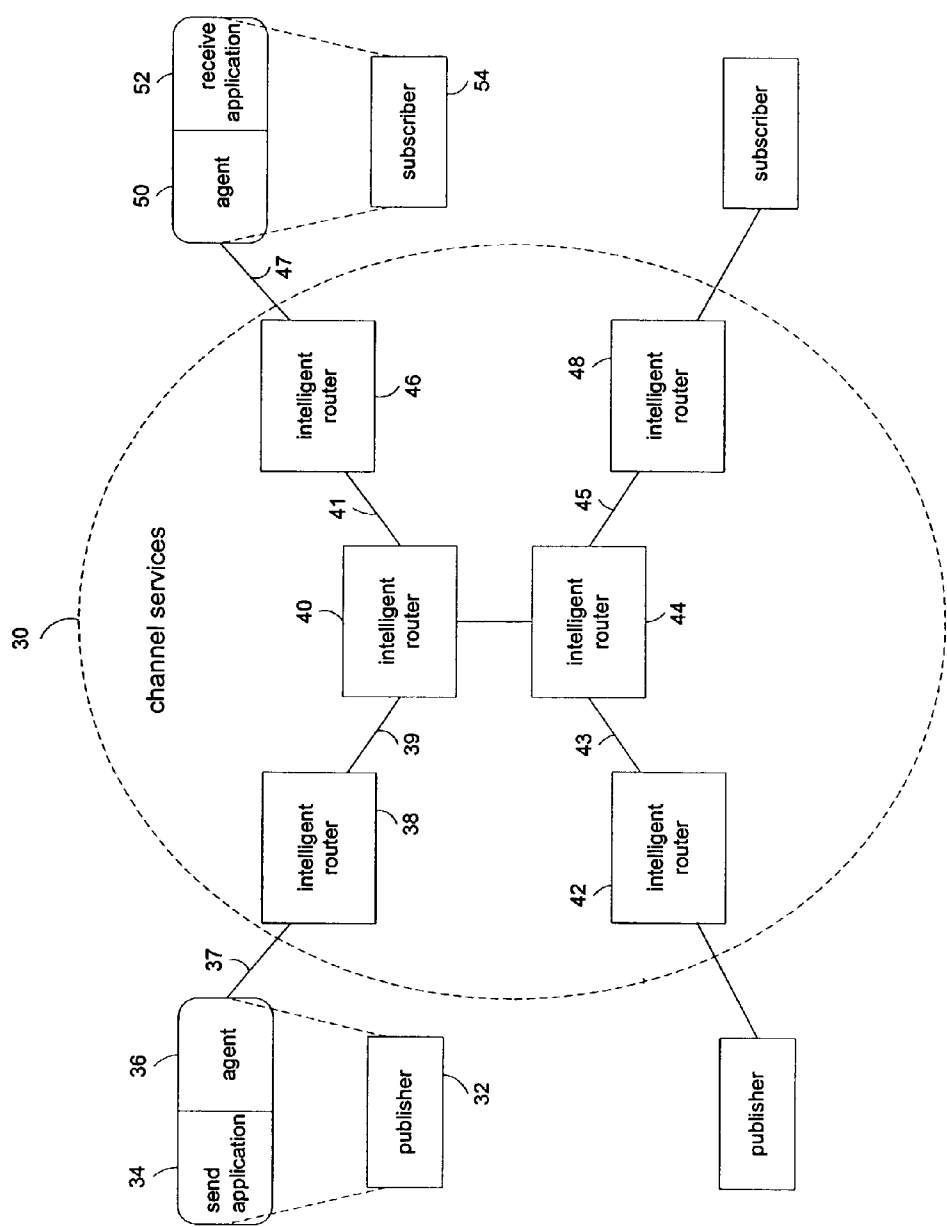 30
channel services
34
36
send
application
agent
37
publisher
32
intelligent
router
38
39
40
intelligent
router
41
intelligent
router
46
47
50
52
agent
receive
application
subscriber
54
publisher
42
intelligent
router
43
intelligent
router
44
45
48
intelligent
router
subscriber